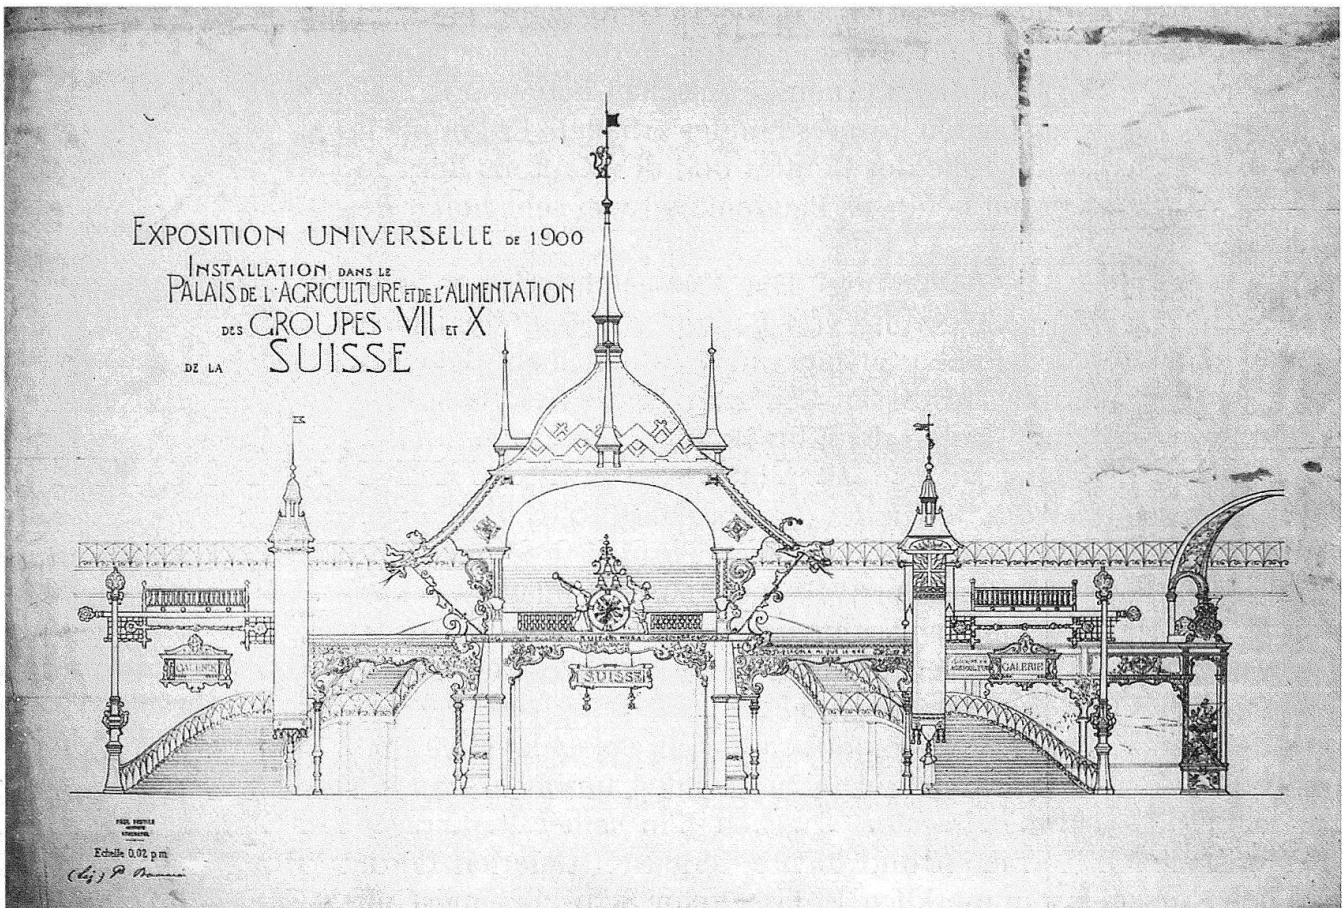 EXPOSITION UNIVERSELLE DE 1900
INSTALLATION DANS LE
PALAIS DE L'AGRICULTURE ET DE L'ALIMENTATION
DES GROUPES VII ET X
DE LA SUISSE
GALERIE
SUISSE
GALERIE
Echelle 0,02 p.m